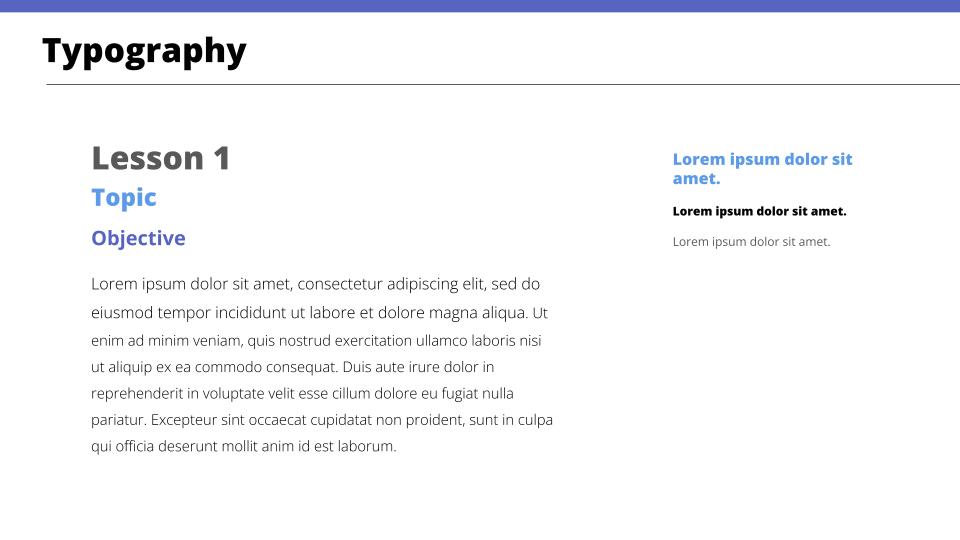 Typography
Lesson 1
Topic
Objective
Lorem ipsum dolor sit amet, consectetur adipiscing elit, sed do
eiusmod tempor incididunt ut labore et dolore magna aliqua. Ut
enim ad minim veniam, quis nostrud exercitation ullamco laboris nisi
ut aliquip ex ea commodo consequat. Duis aute irure dolor in
reprehenderit in voluptate velit esse cillum dolore eu fugiat nulla
pariatur. Excepteur sint occaecat cupidatat non proident, sunt in culpa
qui officia deserunt mollit anim id est laborum.
Lorem ipsum dolor sit
amet.
Lorem ipsum dolor sit amet.
Lorem ipsum dolor sit amet.